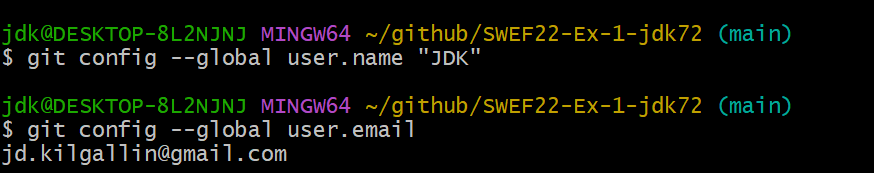 jdk@DESKTOP-8L2NJNJ MINGW64 ~/github/SWEF22-Ex-1-jdk72 (main)
$ git config --global user.name "JDK"
jdk@DESKTOP-8L2NJNJ MINGW64 ~/github/SWEF22-Ex-1-jdk72 (main)
$ git config --global user.email
jd.kilgallin@gmail.com